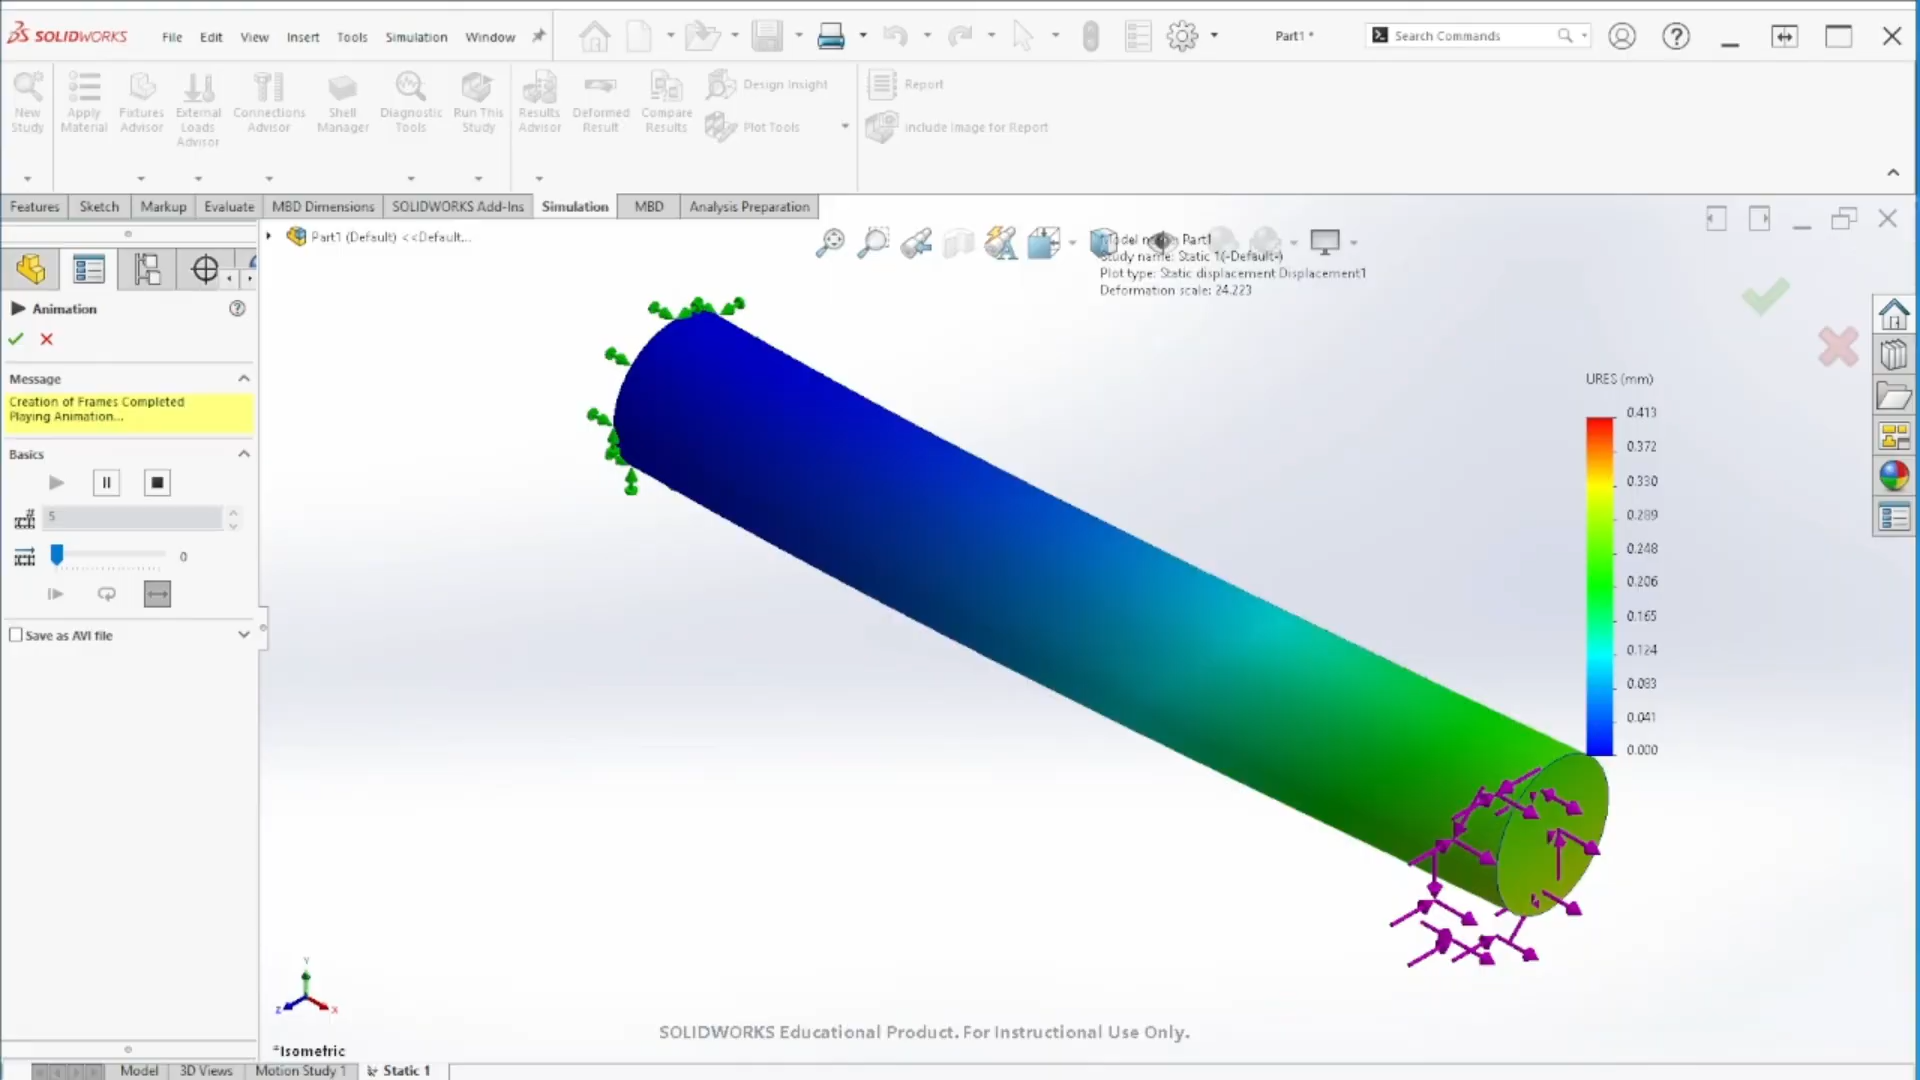 SOLIDWORKS File Edit View Insert Tools Simulation Window Part1 * Search Commands
New Study
Apply Material
Fixtures Advisor
External Loads Advisor
Connections Advisor
Shell Manager
Diagnostic Tools
Run This Study
Results Advisor
Deformed Result
Compare Results
Design Insight
Plot Tools
Report
Include Image for Report
Features Sketch Markup Evaluate MBD Dimensions SOLIDWORKS Add-Ins Simulation MBD Analysis Preparation
Part1 (Default) <<Default...
Part1
Study name: Static 1(-Default-)
Plot type: Static displacement Displacement1
Deformation scale: 24.223
Animation
Message
Creation of Frames Completed
Playing Animation...
Basics
5
0
Save as AVI file
URES (mm)
0.413
0.372
0.330
0.289
0.248
0.206
0.165
0.124
0.083
0.041
0.000
Y
Z
X
SOLIDWORKS Educational Product. For Instructional Use Only.
*Isometric
Model 3D Views Motion Study 1 Static 1